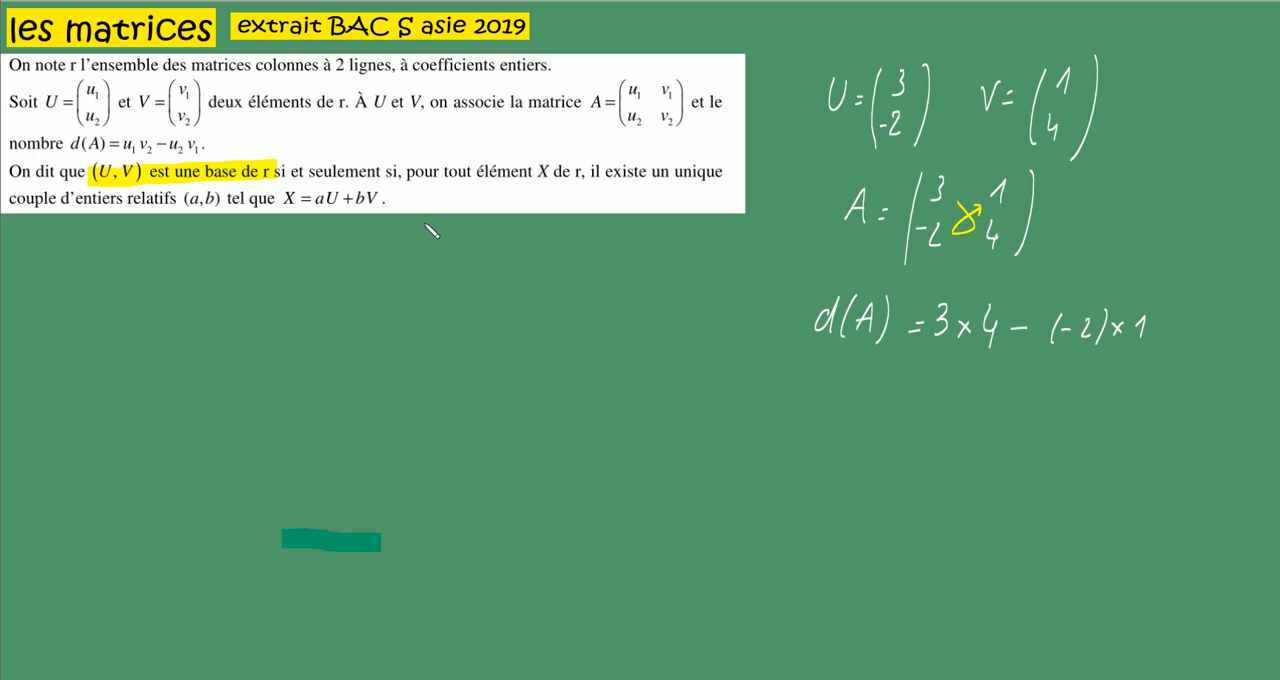 les matrices extrait BAC S asie 2019
On note r l'ensemble des matrices colonnes à 2 lignes, à coefficients entiers.
Soit U = (u₁ u₂) et V = (v₁ v₂) deux éléments de r. À U et V, on associe la matrice A = (u₁ v₁ u₂ v₂) et le
nombre d(A) = u₁ v₂ − u₂ v₁.
On dit que (U, V) est une base de r si et seulement si, pour tout élément X de r, il existe un unique
couple d'entiers relatifs (a,b) tel que X = aU + bV.
U = (3 -2) V = (1 4)
A = (3 1 -2 4)
d(A) = 3 × 4 − (-2) × 1